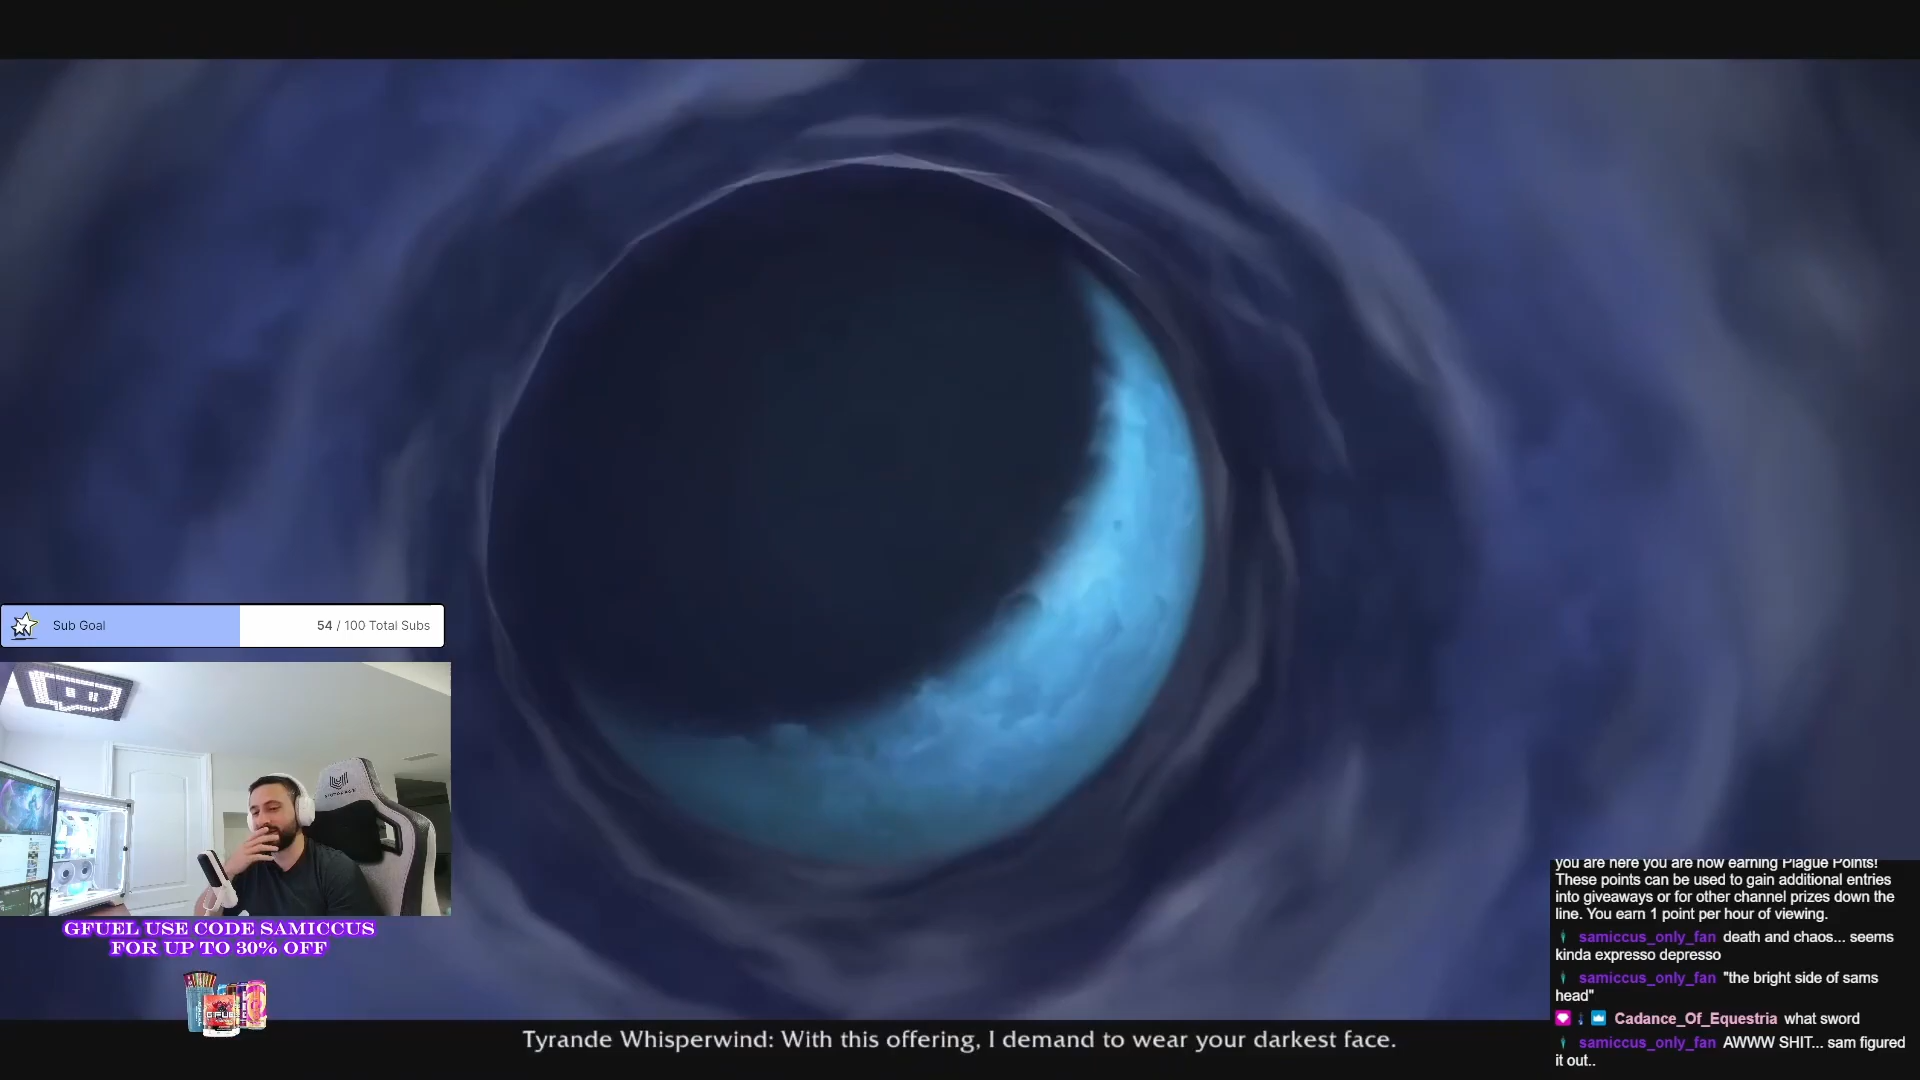 Sub Goal
54 / 100 Total Subs
GFUEL USE CODE SAMICCUS
FOR UP TO 30% OFF
GFUEL
Tyrande Whisperwind: With this offering, I demand to wear your darkest face.
you are here you are now earning Plague Points!
These points can be used to gain additional entries
into giveaways or for other channel prizes down the
line. You earn 1 point per hour of viewing.
samiccus_only_fan death and chaos... seems
kinda expresso depresso
samiccus_only_fan "the bright side of sams
head"
Cadance_Of_Equestria what sword
samiccus_only_fan AWWW SHIT... sam figured
it out..